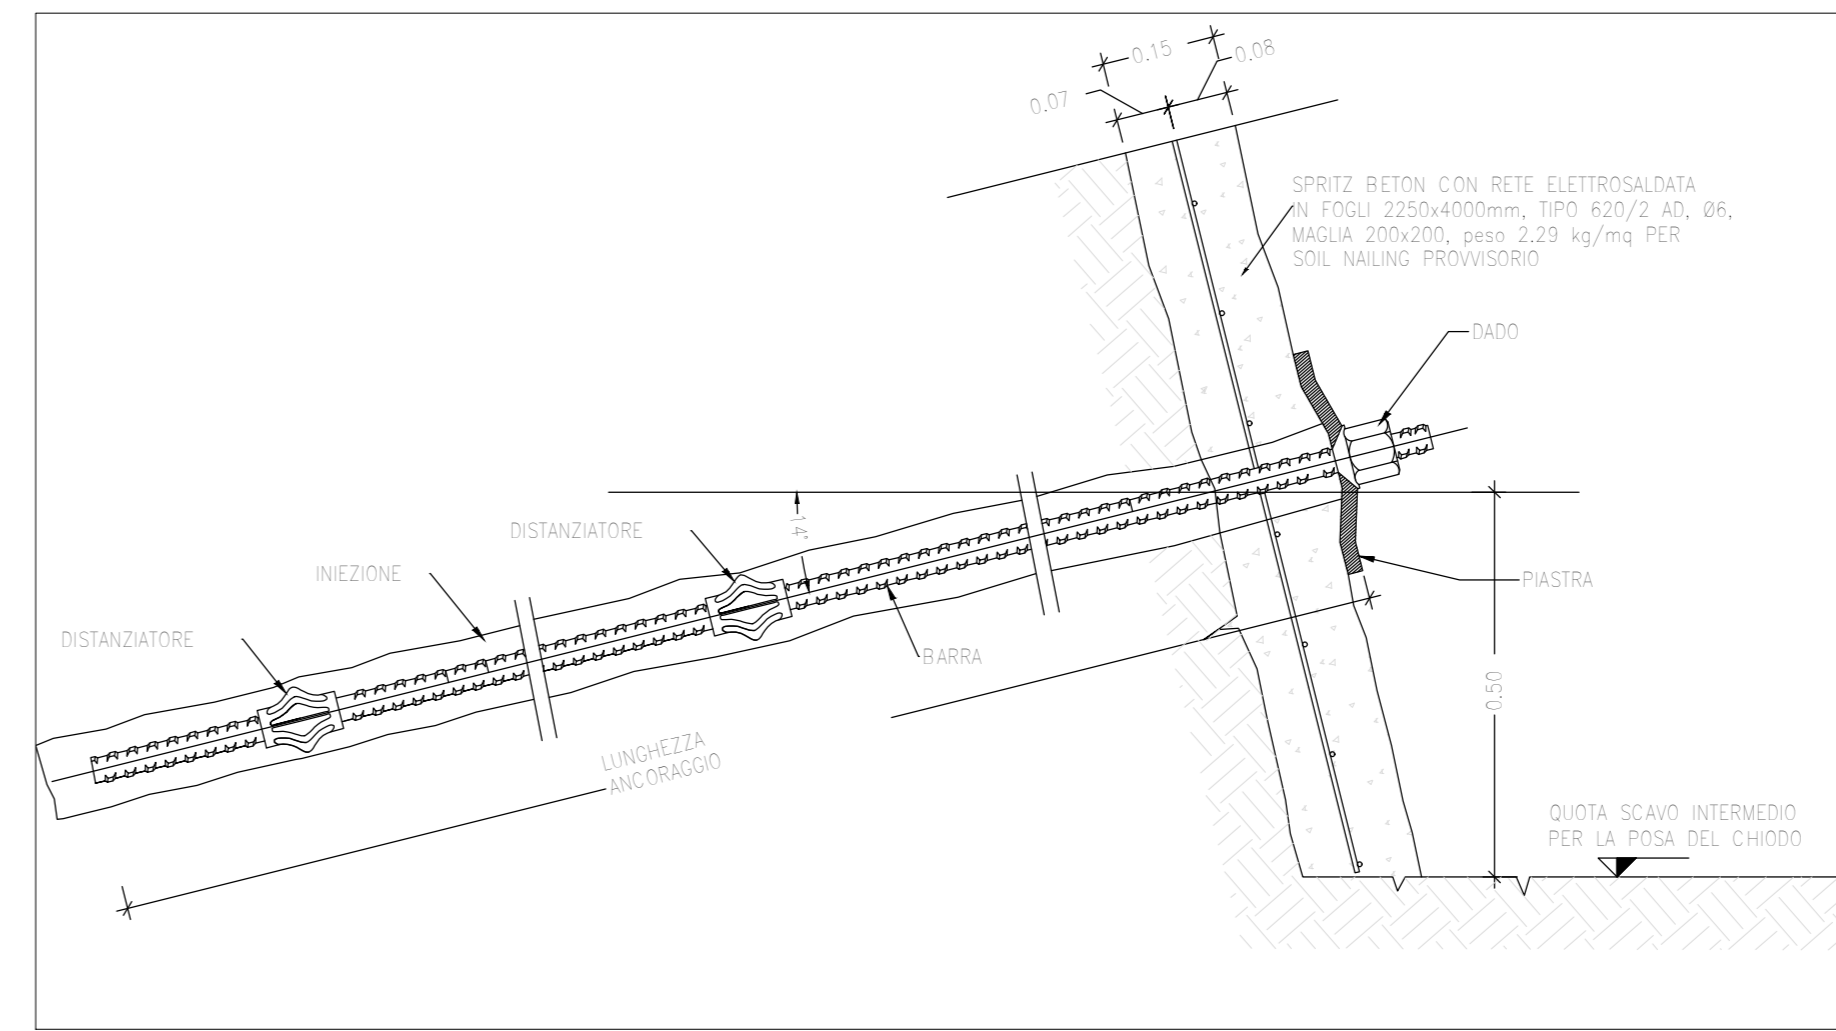 0.15
0.08
0.07
SPRITZ BETON CON RETE ELETTROSALDATA
IN FOGLI 2250x4000mm, TIPO 620/2 AD, Ø6,
MAGLIA 200x200, peso 2.29 kg/mq PER
SOIL NAILING PROVVISORIO
DADO
14°
DISTANZIATORE
INIEZIONE
PIASTRA
DISTANZIATORE
BARRA
0.50
LUNGHEZZA
ANCORAGGIO
QUOTA SCAVO INTERMEDIO
PER LA POSA DEL CHIODO